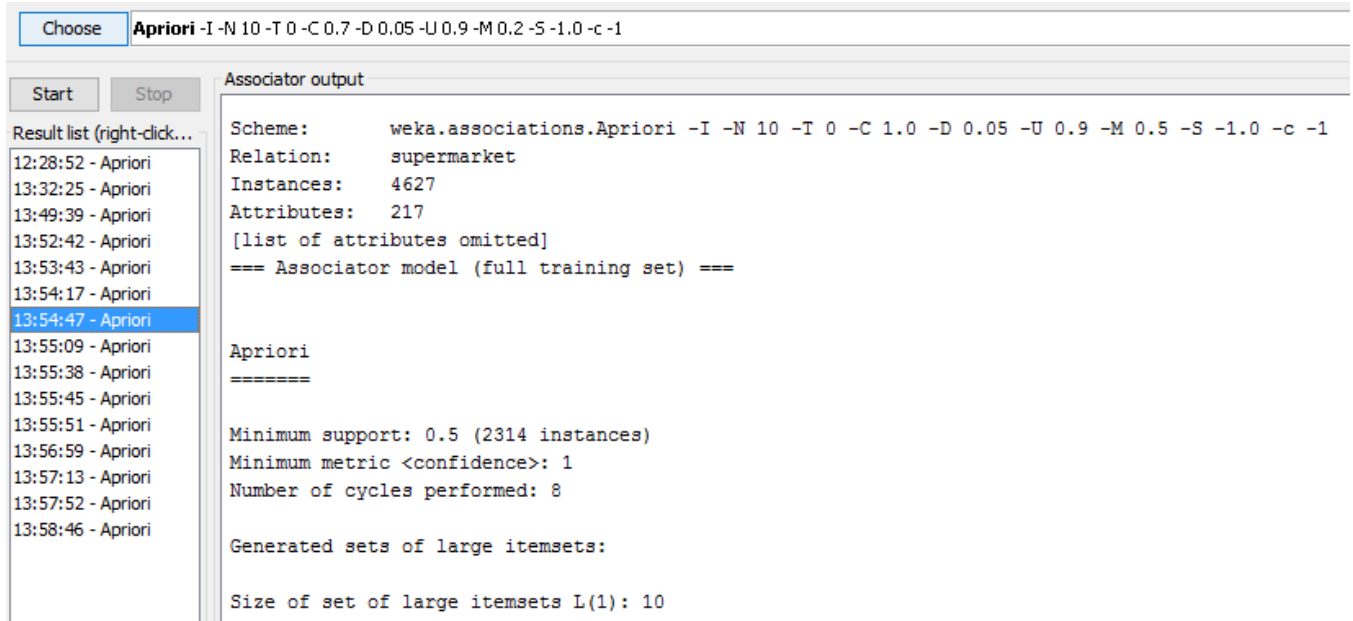 Choose Apriori -I -N 10 -T 0 -C 0.7 -D 0.05 -U 0.9 -M 0.2 -S -1.0 -c -1
Start Stop
Result list (right-click...
12:28:52 - Apriori
13:32:25 - Apriori
13:49:39 - Apriori
13:52:42 - Apriori
13:53:43 - Apriori
13:54:17 - Apriori
13:54:47 - Apriori
13:55:09 - Apriori
13:55:38 - Apriori
13:55:45 - Apriori
13:55:51 - Apriori
13:56:59 - Apriori
13:57:13 - Apriori
13:57:52 - Apriori
13:58:46 - Apriori
Associator output
Scheme: weka.associations.Apriori -I -N 10 -T 0 -C 1.0 -D 0.05 -U 0.9 -M 0.5 -S -1.0 -c -1
Relation: supermarket
Instances: 4627
Attributes: 217
[list of attributes omitted]
=== Associator model (full training set) ===
Apriori
=======
Minimum support: 0.5 (2314 instances)
Minimum metric <confidence>: 1
Number of cycles performed: 8
Generated sets of large itemsets:
Size of set of large itemsets L(1): 10